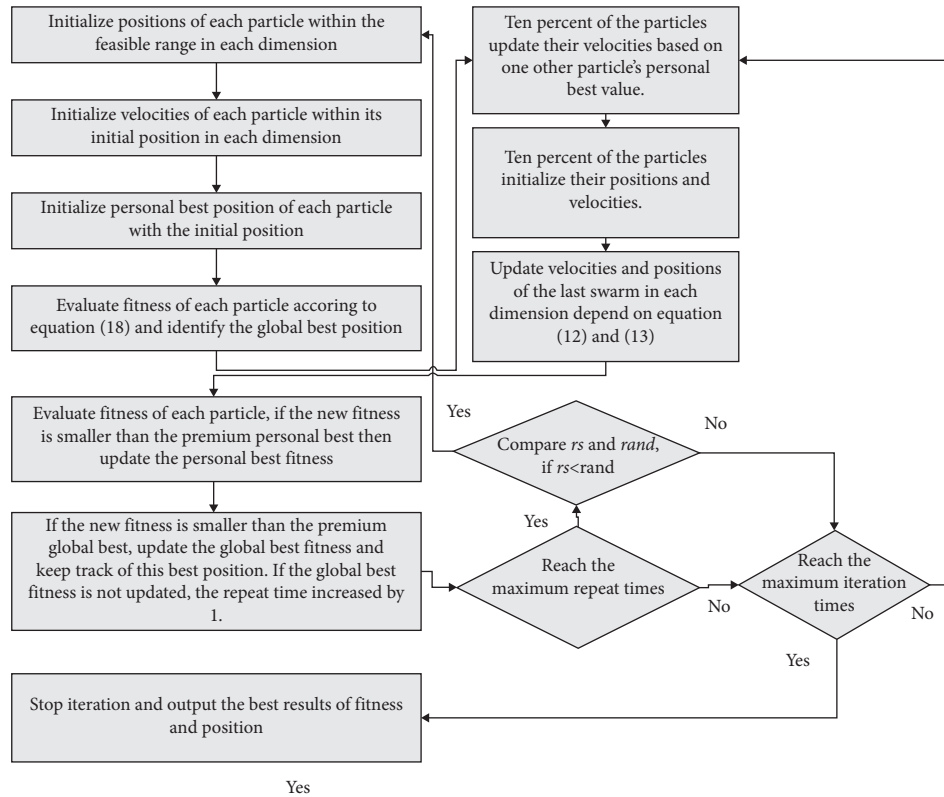 Initialize positions of each particle within the
feasible range in each dimension
Initialize velocities of each particle within its
initial position in each dimension
Initialize personal best position of each particle
with the initial position
Evaluate fitness of each particle accoring to
equation (18) and identify the global best position
Ten percent of the particles
update their velocities based on
one other particle's personal
best value.
Ten percent of the particles
initialize their positions and
velocities.
Update velocities and positions
of the last swarm in each
dimension depend on equation
(12) and (13)
Evaluate fitness of each particle, if the new fitness
is smaller than the premium personal best then
update the personal best fitness
If the new fitness is smaller than the premium
global best, update the global best fitness and
keep track of this best position. If the global best
fitness is not updated, the repeat time increased by
1.
Yes
Compare rs and rand,
if rs<rand
No
Yes
Reach the
maximum repeat times
No
Reach the
maximum iteration
times
No
Yes
Stop iteration and output the best results of fitness
and position
Yes